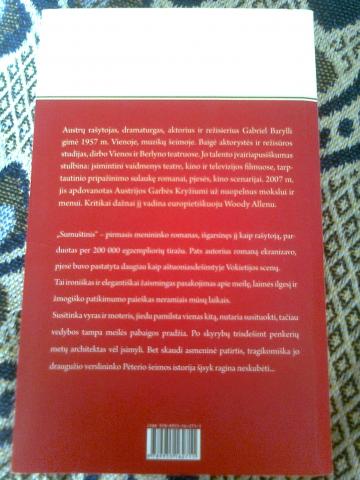 Austrų rašytojas, dramaturgas, aktorius ir režisierius Gabriel Barylli
gimė 1957 m. Vienoje, muzikų šeimoje. Baigė aktorystės ir režisūros
studijas, dirbo Vienos ir Berlyno teatruose. Jo talento įvairiapusiškumas
stulbina: įsimintini vaidmenys teatre, kino ir televizijos filmuose, tarp-
tautinio pripažinimo sulaukę romanai, pjesės, kino scenarijai. 2007 m.
jis apdovanotas Austrijos Garbės Kryžiumi už nuopelnus mokslui ir
menui. Kritikai dažnai jį vadina europietiškuoju Woody Allenu.
„Sumuštinis" – pirmasis menininko romanas, išgarsinęs jį kaip rašytoją, par-
duotas per 200 000 egzempliorių tiražu. Pats autorius romaną ekranizavo,
pjesė buvo pastatyta daugiau kaip aštuoniasdešimtyje Vokietijos scenų.
Tai ironiškas ir elegantiškai žaismingas pasakojimas apie meilę, laimės ilgesį ir
žmogiško patikimumo paieškas neramiais mūsų laikais.
Susitinka vyras ir moteris, jiedu pamilsta vienas kitą, nutaria susituokti, tačiau
vedybos tampa meilės pabaigos pradžia. Po skyrybų trisdešimt penkerių
metų architektas vėl įsimyli. Bet skaudi asmeninė patirtis, tragikomiška jo
draugužio verslininko Peterio šeimos istorija šįsyk ragina neskubėti...